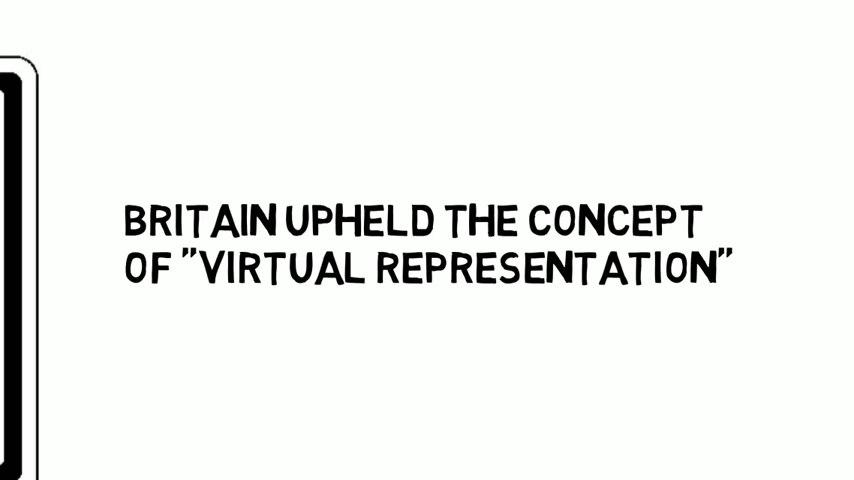 BRITAIN UPHELD THE CONCEPT
OF "VIRTUAL REPRESENTATION"